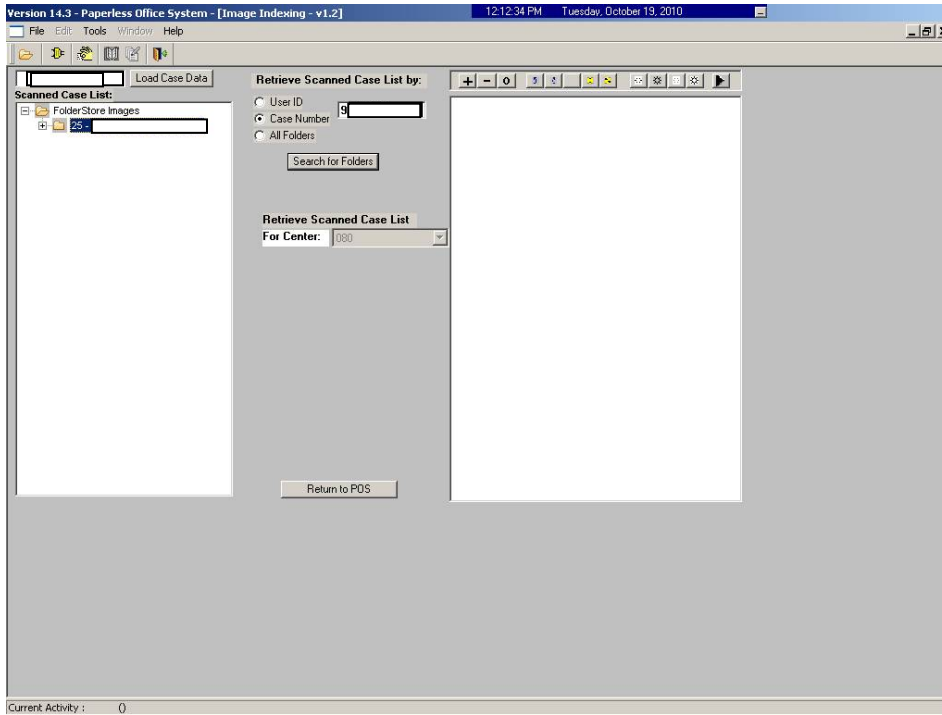 Version 14.3 - Paperless Office System - [Image Indexing - v1.2]
12:12:34 PM Tuesday, October 19, 2010
File Edit Tools Window Help
Load Case Data
Scanned Case List:
FolderStore Images
25 -
Retrieve Scanned Case List by:
User ID
Case Number
All Folders
9
Search for Folders
Retrieve Scanned Case List
For Center: 080
Return to POS
+ - 0
Current Activity : ()